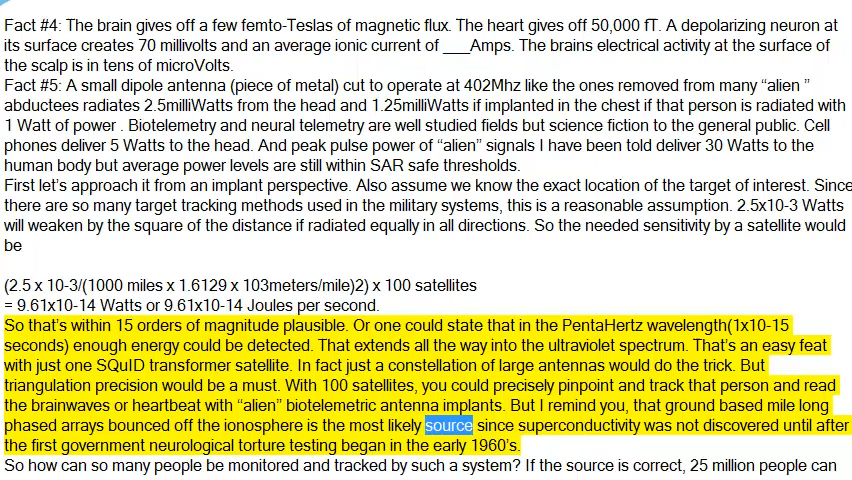 Fact #4: The brain gives off a few femto-Teslas of magnetic flux. The heart gives off 50,000 fT. A depolarizing neuron at
its surface creates 70 millivolts and an average ionic current of ___Amps. The brains electrical activity at the surface of
the scalp is in tens of microVolts.
Fact #5: A small dipole antenna (piece of metal) cut to operate at 402Mhz like the ones removed from many “alien ”
abductees radiates 2.5milliWatts from the head and 1.25milliWatts if implanted in the chest if that person is radiated with
1 Watt of power . Biotelemetry and neural telemetry are well studied fields but science fiction to the general public. Cell
phones deliver 5 Watts to the head. And peak pulse power of “alien” signals I have been told deliver 30 Watts to the
human body but average power levels are still within SAR safe thresholds.
First let’s approach it from an implant perspective. Also assume we know the exact location of the target of interest. Since
there are so many target tracking methods used in the military systems, this is a reasonable assumption. 2.5x10-3 Watts
will weaken by the square of the distance if radiated equally in all directions. So the needed sensitivity by a satellite would
be
(2.5 x 10-3/(1000 miles x 1.6129 x 103meters/mile)2) x 100 satellites
= 9.61x10-14 Watts or 9.61x10-14 Joules per second.
So that’s within 15 orders of magnitude plausible. Or one could state that in the PentaHertz wavelength(1x10-15
seconds) enough energy could be detected. That extends all the way into the ultraviolet spectrum. That’s an easy feat
with just one SQuID transformer satellite. In fact just a constellation of large antennas would do the trick. But
triangulation precision would be a must. With 100 satellites, you could precisely pinpoint and track that person and read
the brainwaves or heartbeat with “alien” biotelemetric antenna implants. But I remind you, that ground based mile long
phased arrays bounced off the ionosphere is the most likely source since superconductivity was not discovered until after
the first government neurological torture testing began in the early 1960’s.
So how can so many people be monitored and tracked by such a system? If the source is correct, 25 million people can